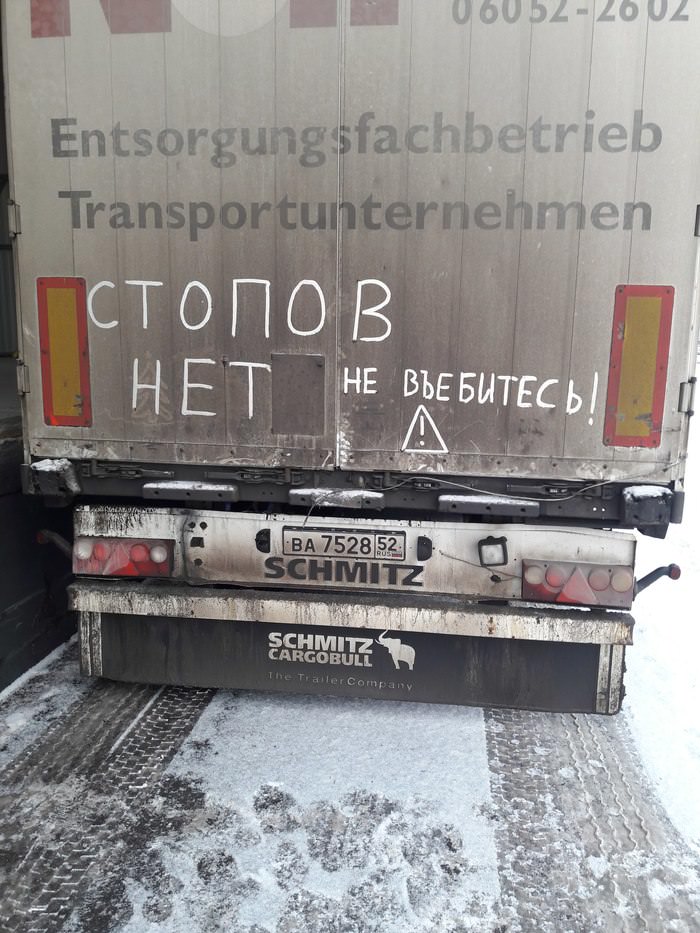 06052-2602
Entsorgungsfachbetrieb
Transportunternehmen
СТОПОВ
НЕТ НЕ ВЪЕБИТЕСЬ!
!
ВА 7528 52
RUS
SCHMITZ
SCHMITZ
CARGOBULL
The TrailerCompany